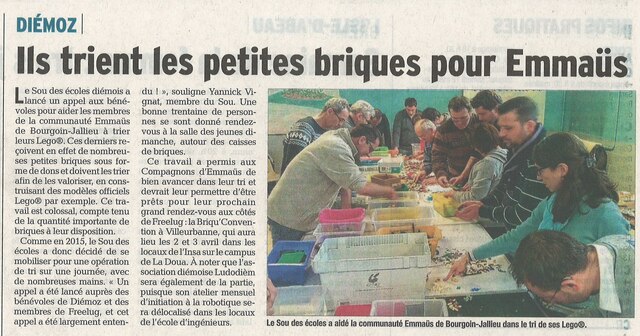 DIÉMOZ
Ils trient les petites briques pour Emmaüs
Le Sou des écoles diémois a
lancé un appel aux béné-
voles pour aider les membres
de la communauté Emmaüs
de Bourgoin-Jallieu à trier
leurs Lego®. Ces derniers re-
çoivent en effet de nombreu-
ses petites briques sous for-
me de dons et doivent les trier
afin de les valoriser, en cons-
truisant des modèles officiels
Lego® par exemple. Ce tra-
vail est colossal, compte tenu
de la quantité importante de
briques à leur disposition.
Comme en 2015, le Sou des
écoles a donc décidé de se
mobiliser pour une opération
de tri sur une journée, avec
de nombreuses mains. « Un
appel a été lancé auprès des
bénévoles de Diémoz et des
membres de Freelug, et cet
appel a été largement enten-
du ! », souligne Yannick Vi-
gnat, membre du Sou. Une
bonne trentaine de person-
nes se sont donné rendez-
vous à la salle des jeunes di-
manche, autour des caisses
de briques.
Ce travail a permis aux
Compagnons d'Emmaüs de
bien avancer dans leur tri et
devrait leur permettre d'être
prêts pour leur prochain
grand rendez-vous aux côtés
de Freelug : la Briqu'Conven-
tion à Villeurbanne, qui aura
lieu les 2 et 3 avril dans les
locaux de l'Insa sur le campus
de La Doua. À noter que l'as-
sociation diémoise Ludodièm
sera également de la partie,
puisque son atelier mensuel
d'initiation à la robotique se-
ra délocalisé dans les locaux
de l'école d'ingénieurs.
Le Sou des écoles a aidé la communauté Emmaüs de Bourgoin-Jallieu dans le tri de ses Lego®.